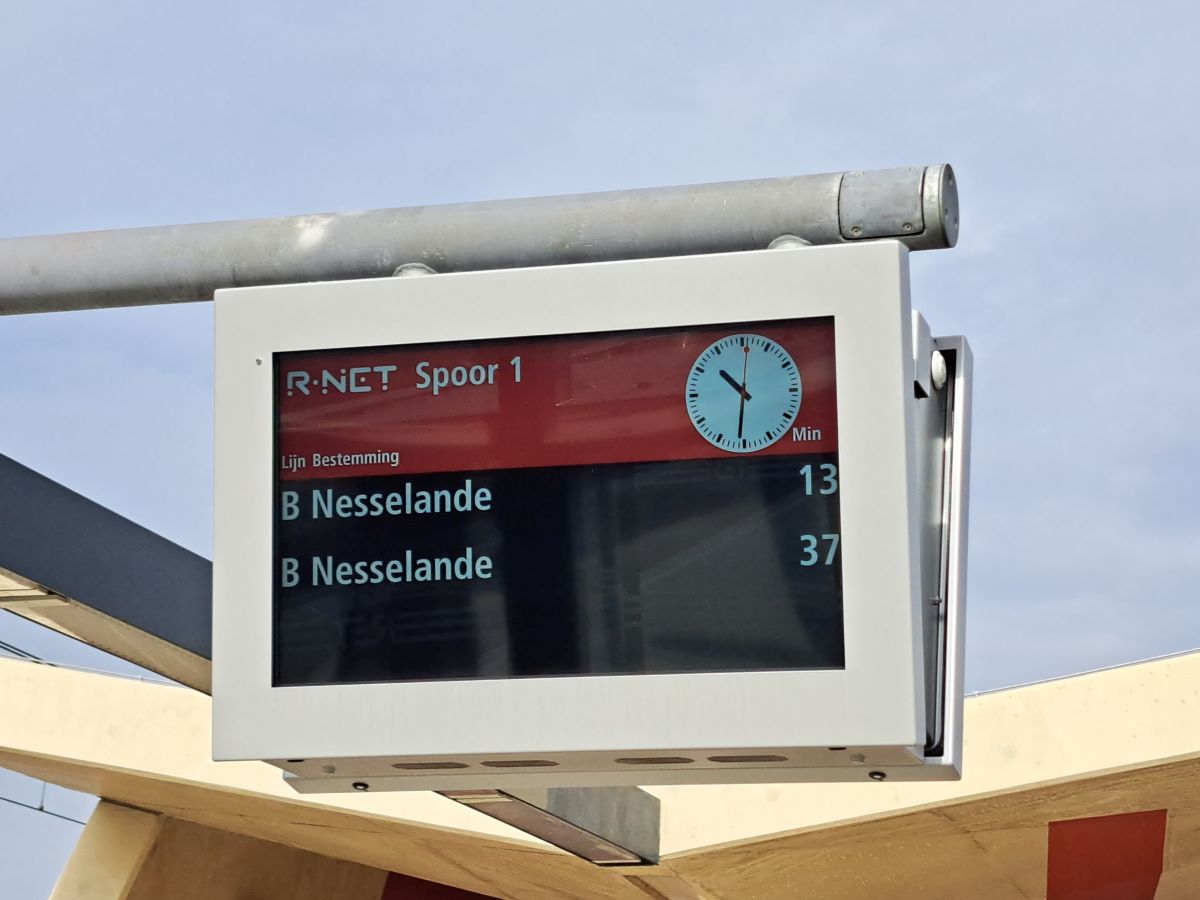 R·NET Spoor 1
Min
Lijn Bestemming
B Nesselande 13
B Nesselande 37